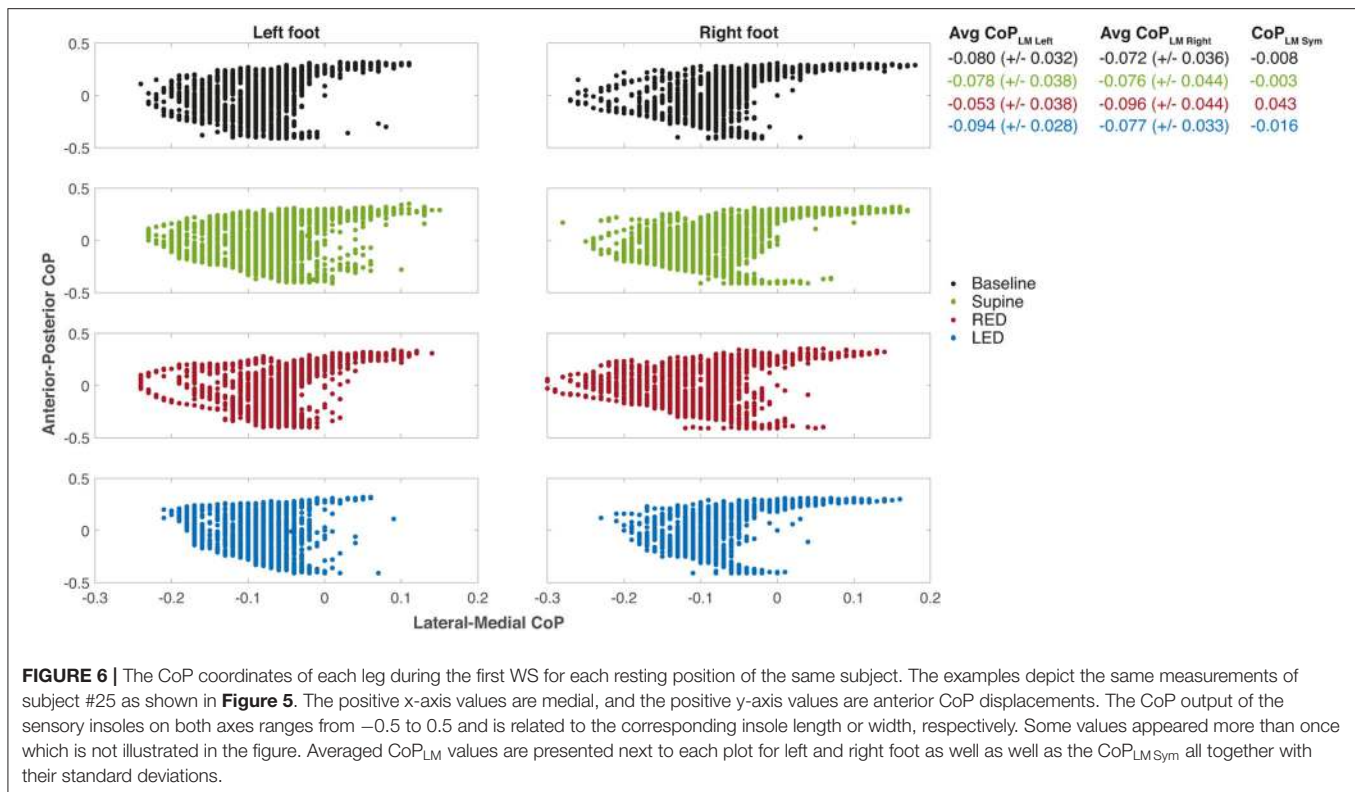 Left foot
Right foot
Avg CoP LM Left Avg CoP LM Right CoP LM Sym
-0.080 (+/- 0.032) -0.072 (+/- 0.036) -0.008
-0.078 (+/- 0.038) -0.076 (+/- 0.044) -0.003
-0.053 (+/- 0.038) -0.096 (+/- 0.044) 0.043
-0.094 (+/- 0.028) -0.077 (+/- 0.033) -0.016
0.5
0
-0.5
0.5
0
-0.5
0.5
0
-0.5
0.5
0
-0.5
Anterior-Posterior CoP
-0.3 -0.2 -0.1 0 0.1 0.2
-0.3 -0.2 -0.1 0 0.1 0.2
Lateral-Medial CoP
Baseline
Supine
RED
LED
FIGURE 6 | The CoP coordinates of each leg during the first WS for each resting position of the same subject. The examples depict the same measurements of
subject #25 as shown in Figure 5. The positive x-axis values are medial, and the positive y-axis values are anterior CoP displacements. The CoP output of the
sensory insoles on both axes ranges from −0.5 to 0.5 and is related to the corresponding insole length or width, respectively. Some values appeared more than once
which is not illustrated in the figure. Averaged CoPLM values are presented next to each plot for left and right foot as well as well as the CoPLM Sym all together with
their standard deviations.